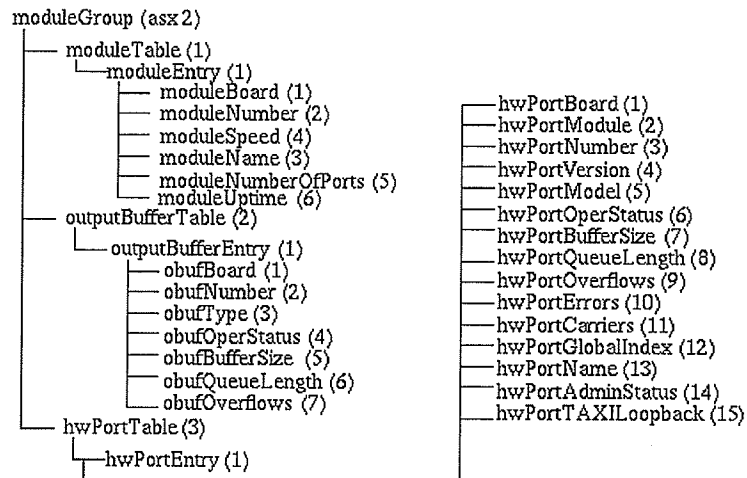 moduleGroup (asx2)
moduleTable (1)
moduleEntry (1)
moduleBoard (1)
moduleNumber (2)
moduleSpeed (4)
moduleName (3)
moduleNumberOfPorts (5)
moduleUptime (6)
outputBufferTable (2)
outputBufferEntry (1)
obufBoard (1)
obufNumber (2)
obufType (3)
obufOperStatus (4)
obufBufferSize (5)
obufQueueLength (6)
obufOverflows (7)
hwPortTable (3)
hwPortEntry (1)
hwPortBoard (1)
hwPortModule (2)
hwPortNumber (3)
hwPortVersion (4)
hwPortModel (5)
hwPortOperStatus (6)
hwPortBufferSize (7)
hwPortQueueLength (8)
hwPortOverflows (9)
hwPortErrors (10)
hwPortCarriers (11)
hwPortGlobalIndex (12)
hwPortName (13)
hwPortAdminStatus (14)
hwPortTAXILoopback (15)